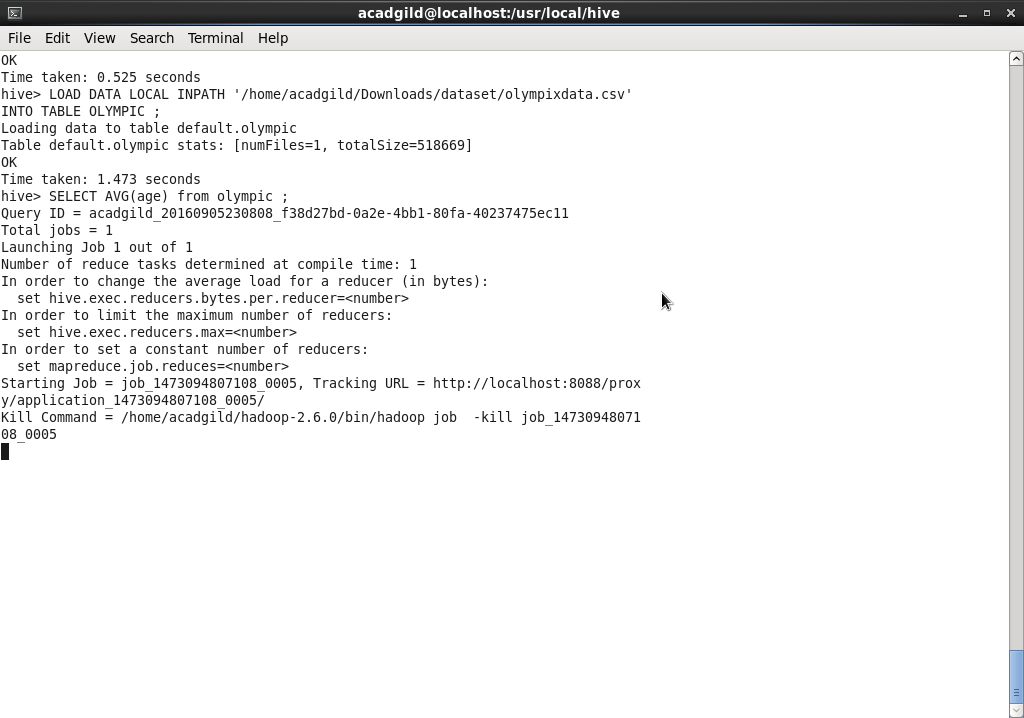 acadgild@localhost:/usr/local/hive
File Edit View Search Terminal Help
OK
Time taken: 0.525 seconds
hive> LOAD DATA LOCAL INPATH '/home/acadgild/Downloads/dataset/olympixdata.csv'
INTO TABLE OLYMPIC ;
Loading data to table default.olympic
Table default.olympic stats: [numFiles=1, totalSize=518669]
OK
Time taken: 1.473 seconds
hive> SELECT AVG(age) from olympic ;
Query ID = acadgild_20160905230808_f38d27bd-0a2e-4bb1-80fa-40237475ec11
Total jobs = 1
Launching Job 1 out of 1
Number of reduce tasks determined at compile time: 1
In order to change the average load for a reducer (in bytes):
  set hive.exec.reducers.bytes.per.reducer=<number>
In order to limit the maximum number of reducers:
  set hive.exec.reducers.max=<number>
In order to set a constant number of reducers:
  set mapreduce.job.reduces=<number>
Starting Job = job_1473094807108_0005, Tracking URL = http://localhost:8088/prox
y/application_1473094807108_0005/
Kill Command = /home/acadgild/hadoop-2.6.0/bin/hadoop job  -kill job_14730948071
08_0005